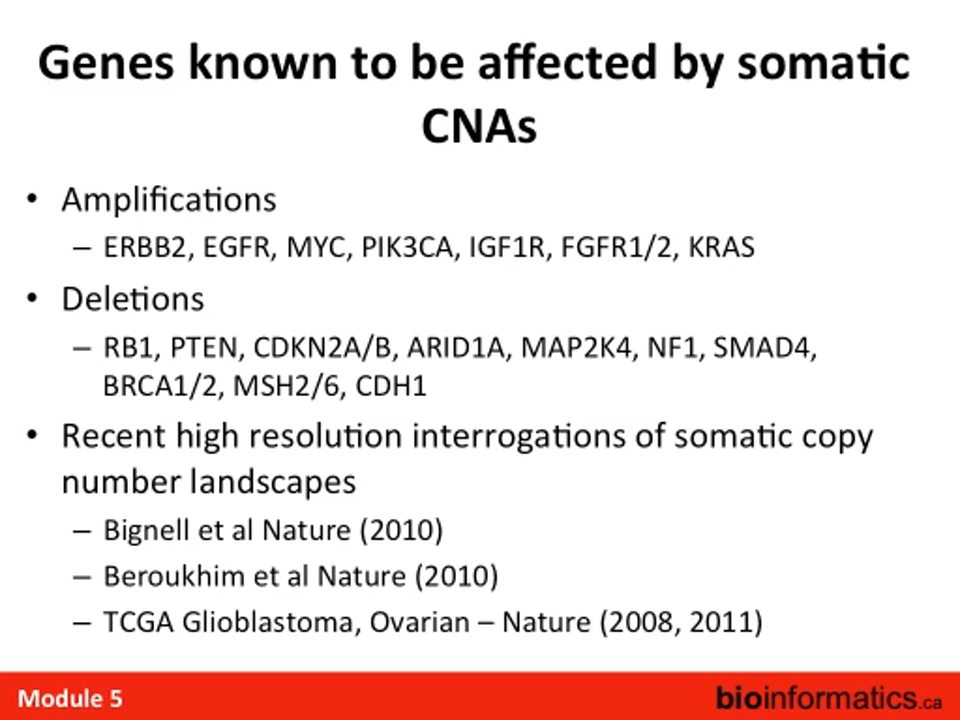 Genes known to be affected by somatic
CNAs
• Amplifications
– ERBB2, EGFR, MYC, PIK3CA, IGF1R, FGFR1/2, KRAS
• Deletions
– RB1, PTEN, CDKN2A/B, ARID1A, MAP2K4, NF1, SMAD4,
BRCA1/2, MSH2/6, CDH1
• Recent high resolution interrogations of somatic copy
number landscapes
– Bignell et al Nature (2010)
– Beroukhim et al Nature (2010)
– TCGA Glioblastoma, Ovarian – Nature (2008, 2011)
Module 5
bioinformatics.ca